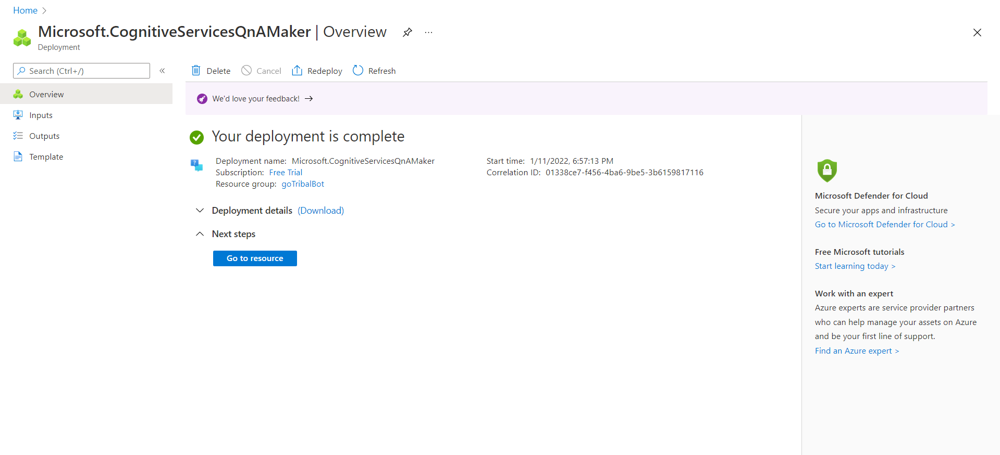 Home
Microsoft.CognitiveServicesQnAMaker | Overview
Deployment
Search (Ctrl+/)
Delete Cancel Redeploy Refresh
Overview
Inputs
Outputs
Template
We'd love your feedback!
Your deployment is complete
Deployment name: Microsoft.CognitiveServicesQnAMaker
Subscription: Free Trial
Resource group: goTribalBot
Start time: 1/11/2022, 6:57:13 PM
Correlation ID: 01338ce7-f456-4ba6-9be5-3b6159817116
Deployment details (Download)
Next steps
Go to resource
Microsoft Defender for Cloud
Secure your apps and infrastructure
Go to Microsoft Defender for Cloud >
Free Microsoft tutorials
Start learning today >
Work with an expert
Azure experts are service provider partners
who can help manage your assets on Azure
and be your first line of support.
Find an Azure expert >